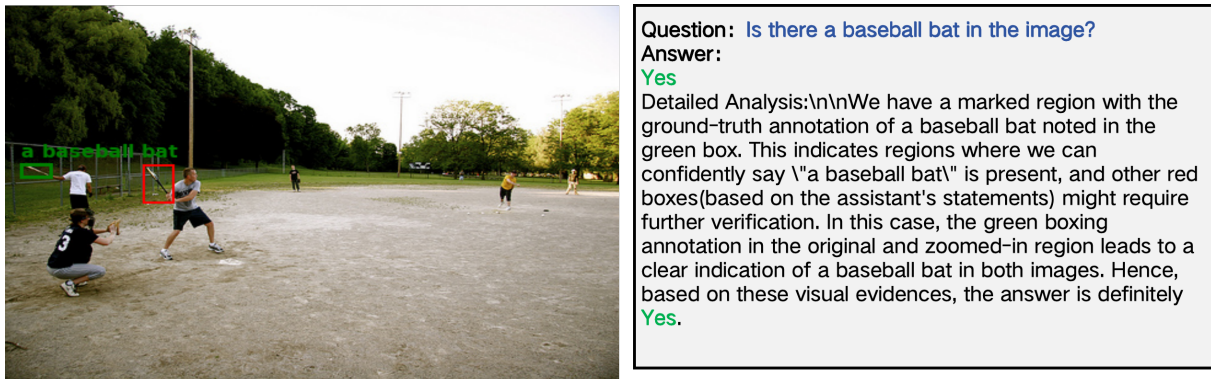 a baseball bat
3
Question: Is there a baseball bat in the image?
Answer:
Yes
Detailed Analysis:\n\nWe have a marked region with the
ground-truth annotation of a baseball bat noted in the
green box. This indicates regions where we can
confidently say \"a baseball bat\" is present, and other red
boxes(based on the assistant's statements) might require
further verification. In this case, the green boxing
annotation in the original and zoomed-in region leads to a
clear indication of a baseball bat in both images. Hence,
based on these visual evidences, the answer is definitely
Yes.